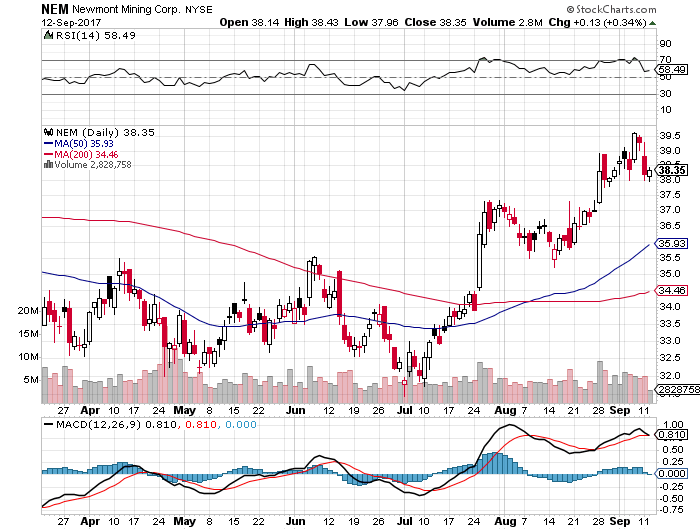 NEM Newmont Mining Corp. NYSE
© StockCharts.com
12-Sep-2017
Open 38.14 High 38.43 Low 37.96 Close 38.35 Volume 2.8M Chg +0.13 (+0.34%)
RSI(14) 58.49
90
70
58.49
50
30
10
NEM (Daily) 38.35
MA(50) 35.93
MA(200) 34.46
Volume 2,828,758
39.5
39.0
38.35
38.0
37.5
37.0
36.5
35.93
35.5
35.0
34.46
34.0
33.5
33.0
32.5
32.0
2828758
20M
15M
10M
5M
27 Apr 10 17 24 May 8 15 22 Jun 12 19 26 Jul 10 17 24 Aug 7 14 21 28 Sep 11
MACD(12,26,9) 0.810, 0.810, 0.000
1.00
0.810
0.50
0.25
0.000
-0.25
-0.50
-0.75
27 Apr 10 17 24 May 8 15 22 Jun 12 19 26 Jul 10 17 24 Aug 7 14 21 28 Sep 11